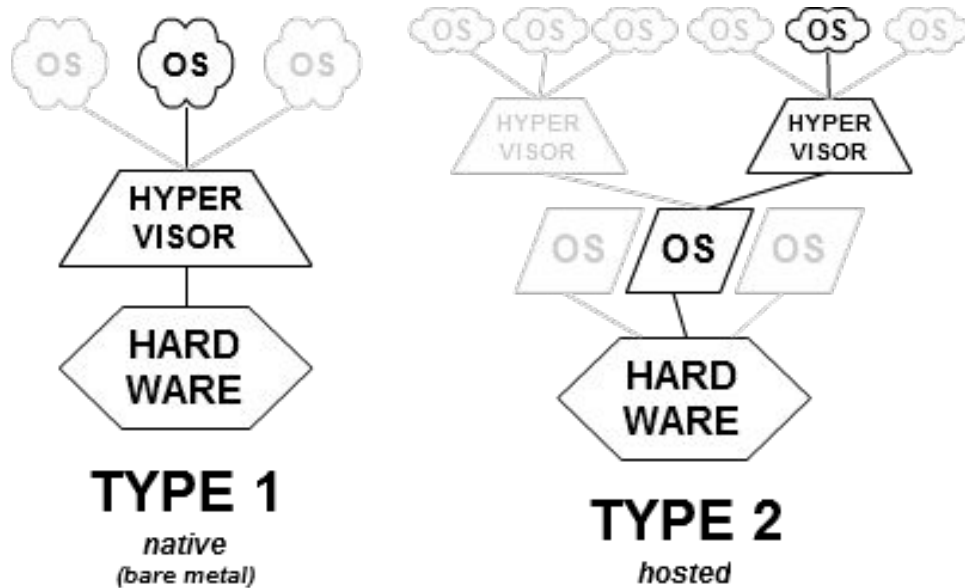 OS OS OS
HYPER
VISOR
HARD
WARE
TYPE 1
native
(bare metal)
OS OS OS OS OS OS
HYPER
VISOR
HYPER
VISOR
OS OS OS
HARD
WARE
TYPE 2
hosted